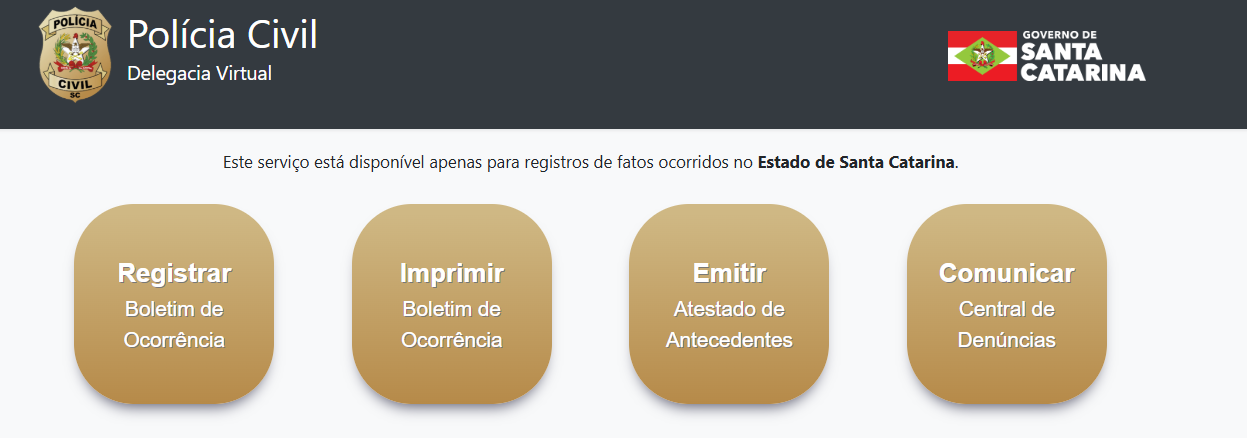 POLÍCIA
CIVIL
SC
Polícia Civil
Delegacia Virtual
GOVERNO DE
SANTA
CATARINA
Este serviço está disponível apenas para registros de fatos ocorridos no Estado de Santa Catarina.
Registrar
Boletim de
Ocorrência
Imprimir
Boletim de
Ocorrência
Emitir
Atestado de
Antecedentes
Comunicar
Central de
Denúncias